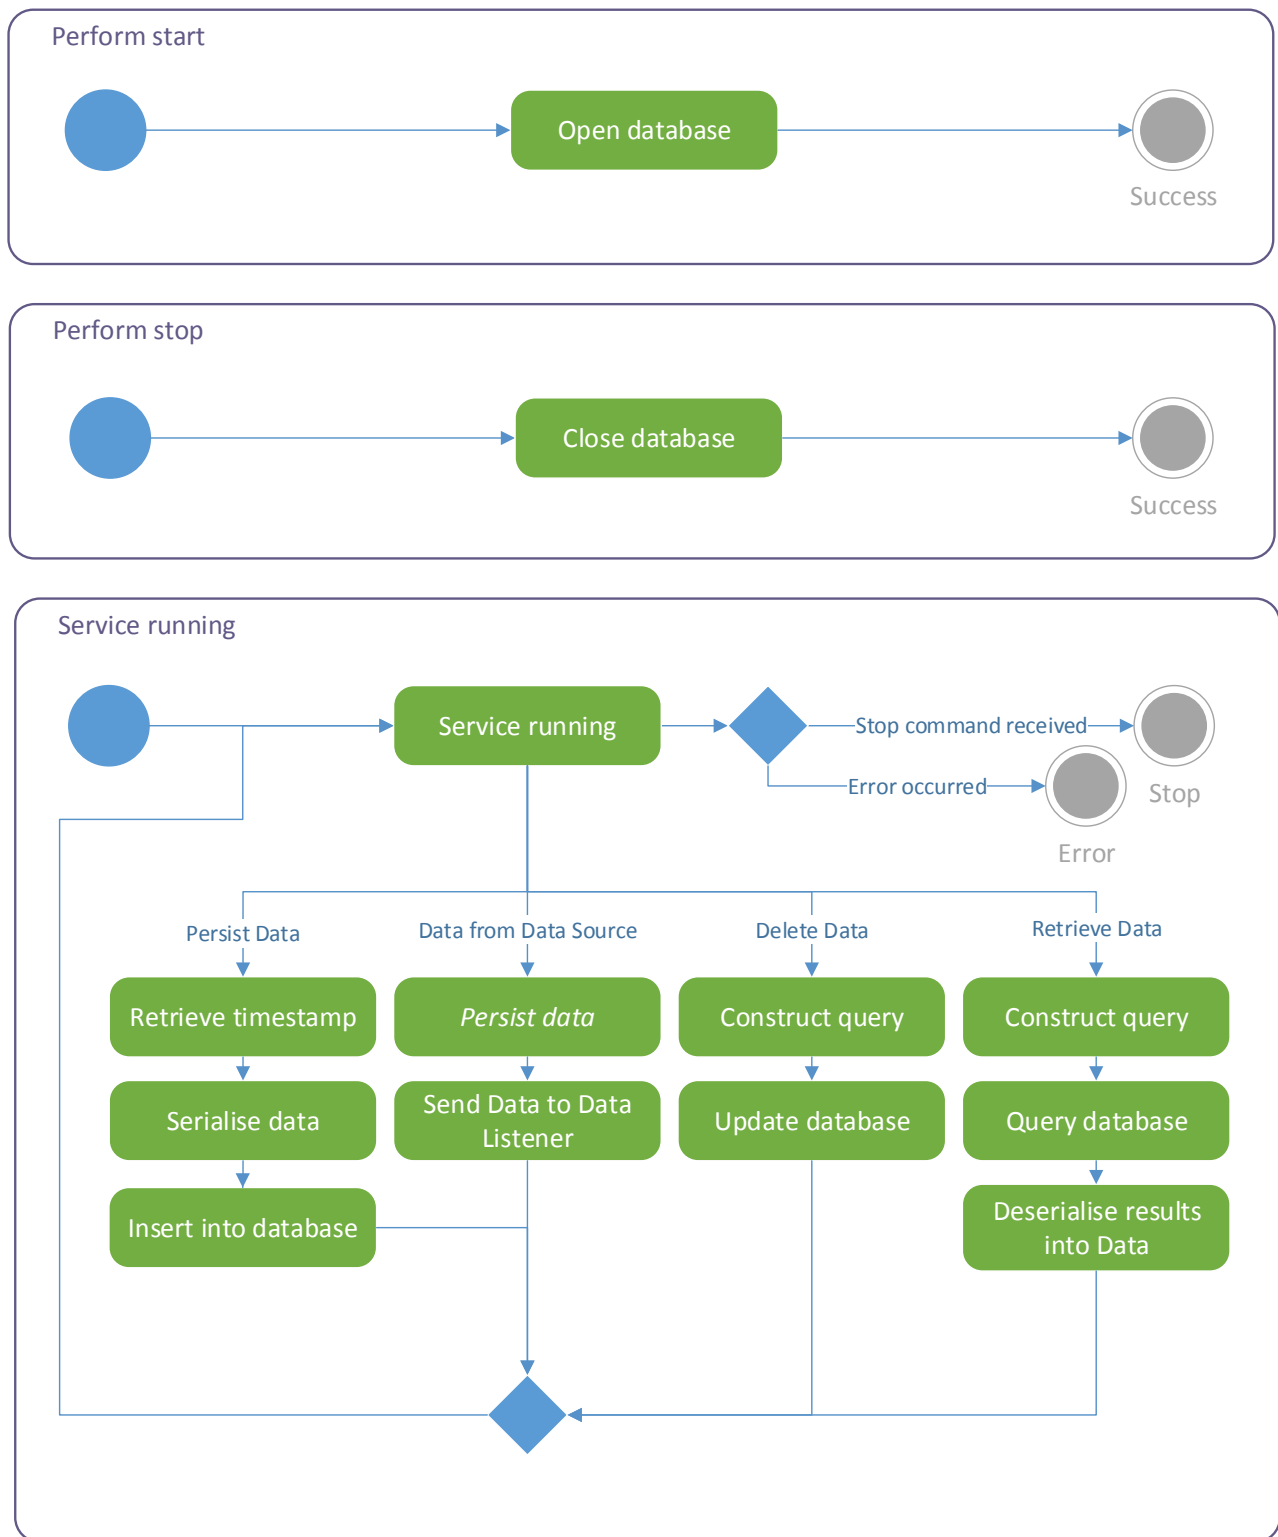 Perform start
Open database
Success
Perform stop
Close database
Success
Service running
Service running
Stop command received
Error occurred
Stop
Error
Persist Data
Data from Data Source
Delete Data
Retrieve Data
Retrieve timestamp
Persist data
Construct query
Construct query
Serialise data
Send Data to Data
Listener
Update database
Query database
Insert into database
Deserialise results
into Data